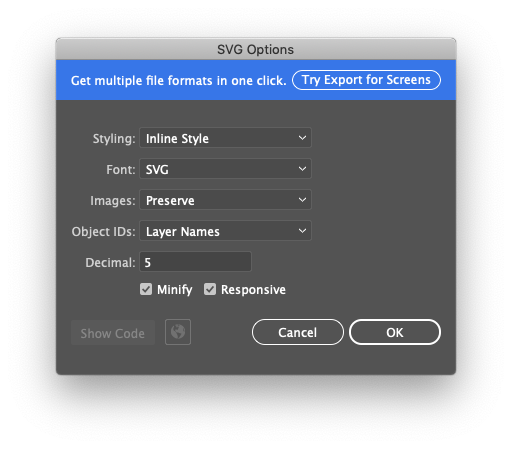 SVG Options
Get multiple file formats in one click. Try Export for Screens
Styling: Inline Style
Font: SVG
Images: Preserve
Object IDs: Layer Names
Decimal: 5
Minify Responsive
Show Code Cancel OK